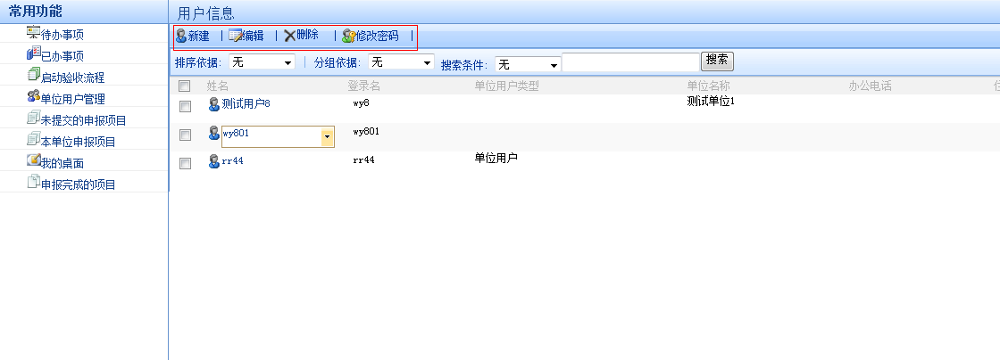 常用功能
待办事项
已办事项
启动验收流程
单位用户管理
未提交的申报项目
本单位申报项目
我的桌面
申报完成的项目
用户信息
新建 | 编辑 | 删除 | 修改密码 |
排序依据: 无 | 分组依据: 无 搜索条件: 无 搜索
姓名 登录名 单位用户类型 单位名称 办公电话
测试用户8 wy8 测试单位1
wy801 wy801
rr44 rr44 单位用户